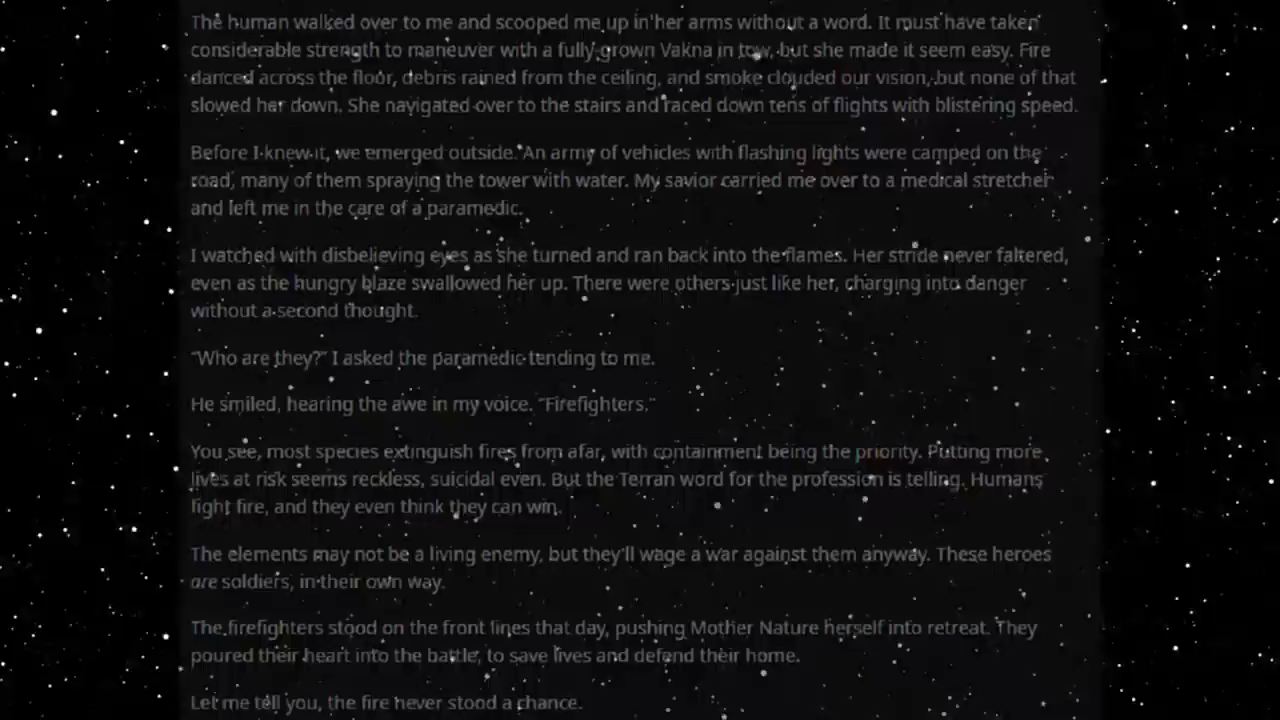 The human walked over to me and scooped me up in her arms without a word. It must have taken
considerable strength to maneuver with a fully-grown Vakna in tow, but she made it seem easy. Fire
danced across the floor, debris rained from the ceiling, and smoke clouded our vision, but none of that
slowed her down. She navigated over to the stairs and raced down tens of flights with blistering speed.
Before I knew it, we emerged outside. An army of vehicles with flashing lights were camped on the
road, many of them spraying the tower with water. My savior carried me over to a medical stretcher
and left me in the care of a paramedic.
I watched with disbelieving eyes as she turned and ran back into the flames. Her stride never faltered,
even as the hungry blaze swallowed her up. There were others just like her, charging into danger
without a second thought.
“Who are they?” I asked the paramedic tending to me.
He smiled, hearing the awe in my voice. “Firefighters.”
You see, most species extinguish fires from afar, with containment being the priority. Putting more
lives at risk seems reckless, suicidal even. But the Terran word for the profession is telling. Humans
fight fire, and they even think they can win.
The elements may not be a living enemy, but they’ll wage a war against them anyway. These heroes
are soldiers, in their own way.
The firefighters stood on the front lines that day, pushing Mother Nature herself into retreat. They
poured their heart into the battle, to save lives and defend their home.
Let me tell you, the fire never stood a chance.